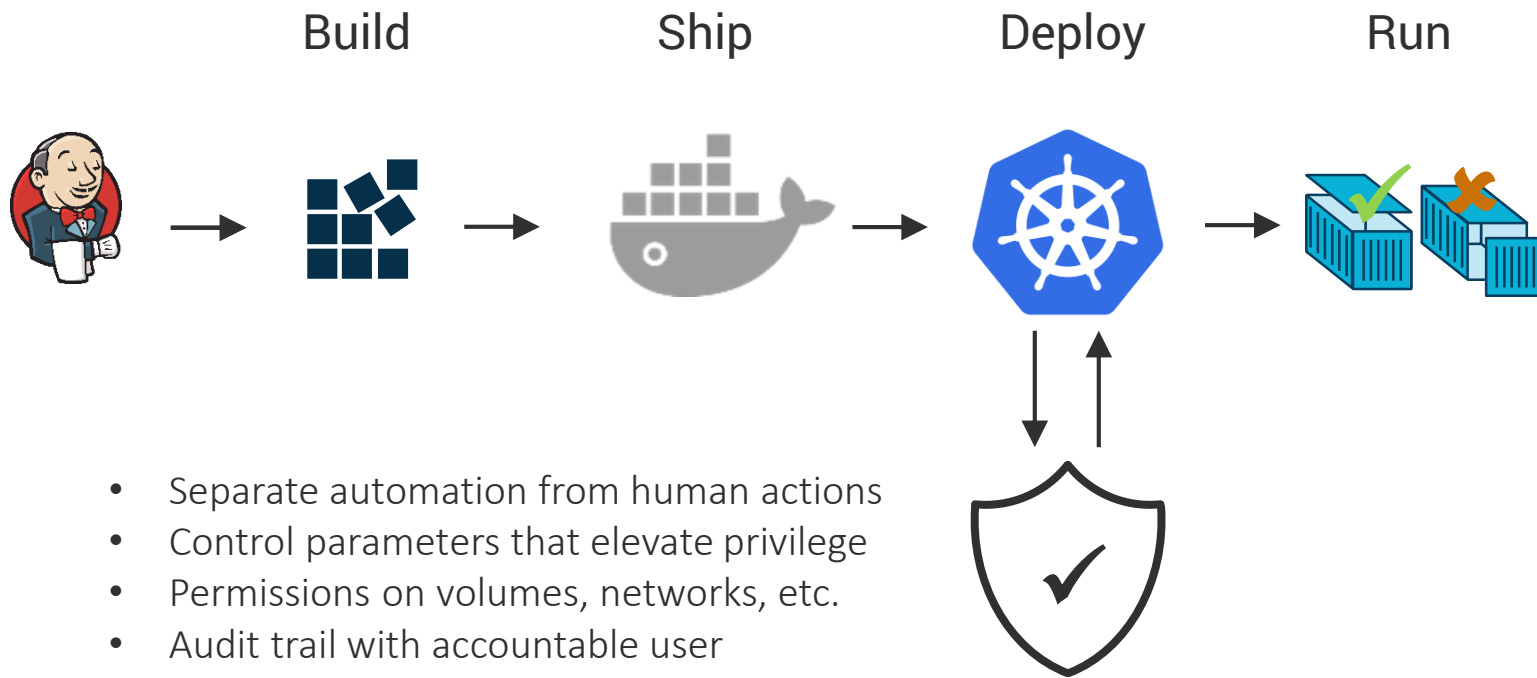 Build
Ship
Deploy
Run
• Separate automation from human actions
• Control parameters that elevate privilege
• Permissions on volumes, networks, etc.
• Audit trail with accountable user